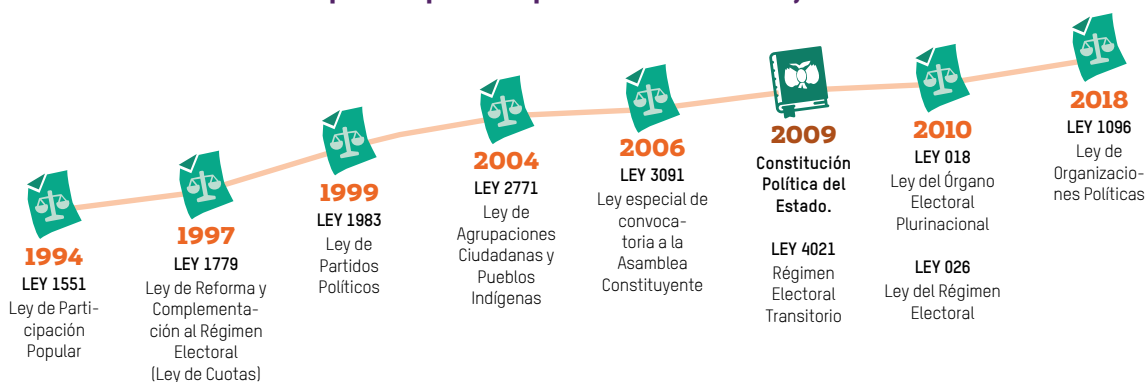 1994
LEY 1551
Ley de Parti-
cipación
Popular
1997
LEY 1779
Ley de Reforma y
Complementa-
ción al Régimen
Electoral
(Ley de Cuotas)
1999
LEY 1983
Ley de
Partidos
Políticos
2004
LEY 2771
Ley de
Agrupaciones
Ciudadanas y
Pueblos
Indígenas
2006
LEY 3091
Ley especial de
convoca-
toria a la
Asamblea
Constituyente
2009
Constitución
Política del
Estado.
LEY 4021
Régimen
Electoral
Transitorio
2010
LEY 018
Ley del Órgano
Electoral
Plurinacional
LEY 026
Ley del Régimen
Electoral
2018
LEY 1096
Ley de
Organizacio-
nes Políticas